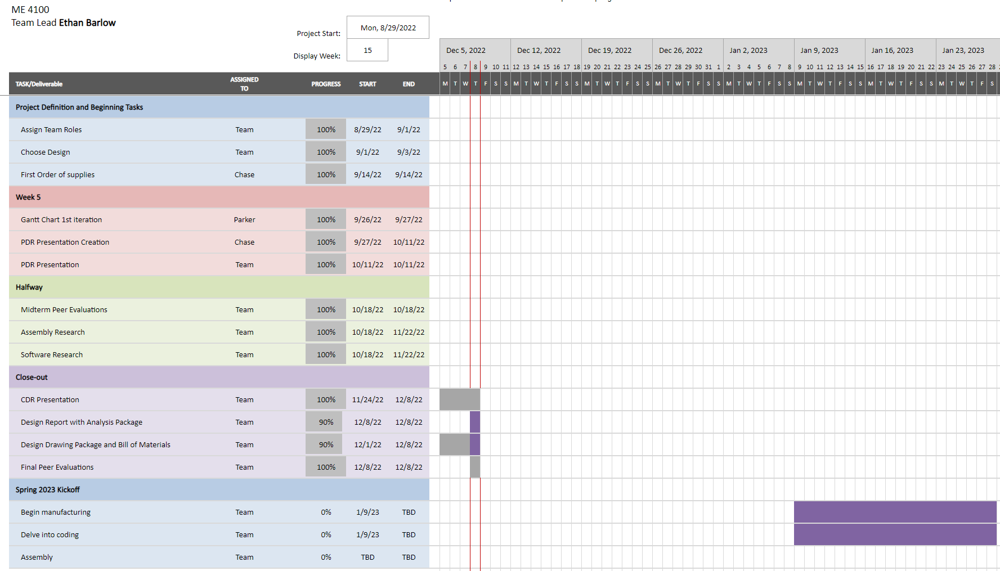 ME 4100
Team Lead Ethan Barlow
Project Start: Mon, 8/29/2022
Display Week: 15
Dec 5, 2022 Dec 12, 2022 Dec 19, 2022 Dec 26, 2022 Jan 2, 2023 Jan 9, 2023 Jan 16, 2023 Jan 23, 2023
5 6 7 8 9 10 11 12 13 14 15 16 17 18 19 20 21 22 23 24 25 26 27 28 29 30 31 1 2 3 4 5 6 7 8 9 10 11 12 13 14 15 16 17 18 19 20 21 22 23 24 25 26 27 28
TASK/Deliverable ASSIGNED TO PROGRESS START END M T W T F S S M T W T F S S M T W T F S S M T W T F S S M T W T F S S M T W T F S S M T W T F S S M T W T F S
Project Definition and Beginning Tasks
Assign Team Roles Team 100% 8/29/22 9/1/22
Choose Design Team 100% 9/1/22 9/3/22
First Order of supplies Chase 100% 9/14/22 9/14/22
Week 5
Gantt Chart 1st iteration Parker 100% 9/26/22 9/27/22
PDR Presentation Creation Chase 100% 9/27/22 10/11/22
PDR Presentation Team 100% 10/11/22 10/11/22
Halfway
Midterm Peer Evaluations Team 100% 10/18/22 10/18/22
Assembly Research Team 100% 10/18/22 11/22/22
Software Research Team 100% 10/18/22 11/22/22
Close-out
CDR Presentation Team 100% 11/24/22 12/8/22
Design Report with Analysis Package Team 90% 12/8/22 12/8/22
Design Drawing Package and Bill of Materials Team 90% 12/1/22 12/8/22
Final Peer Evaluations Team 100% 12/8/22 12/8/22
Spring 2023 Kickoff
Begin manufacturing Team 0% 1/9/23 TBD
Delve into coding Team 0% 1/9/23 TBD
Assembly Team 0% TBD TBD